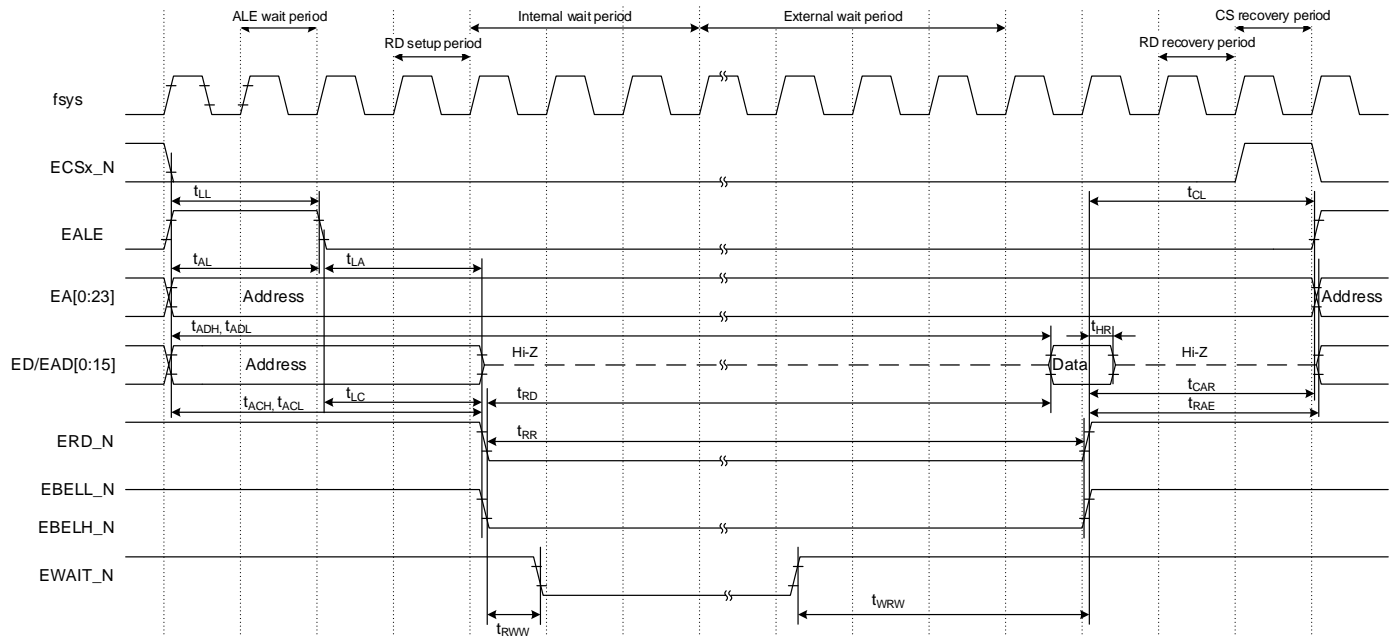 ALE wait period
Internal wait period
External wait period
CS recovery period
RD setup period
RD recovery period
fsys
ECSx_N
tLL
tCL
EALE
tAL
tLA
EA[0:23]
Address
Address
tADH, tADL
tHR
ED/EAD[0:15]
Address
Hi-Z
Data
Hi-Z
tLC
tCAR
tACH, tACL
tRD
tRAE
ERD_N
tRR
EBELL_N
EBELH_N
EWAIT_N
tRWW
tWRW